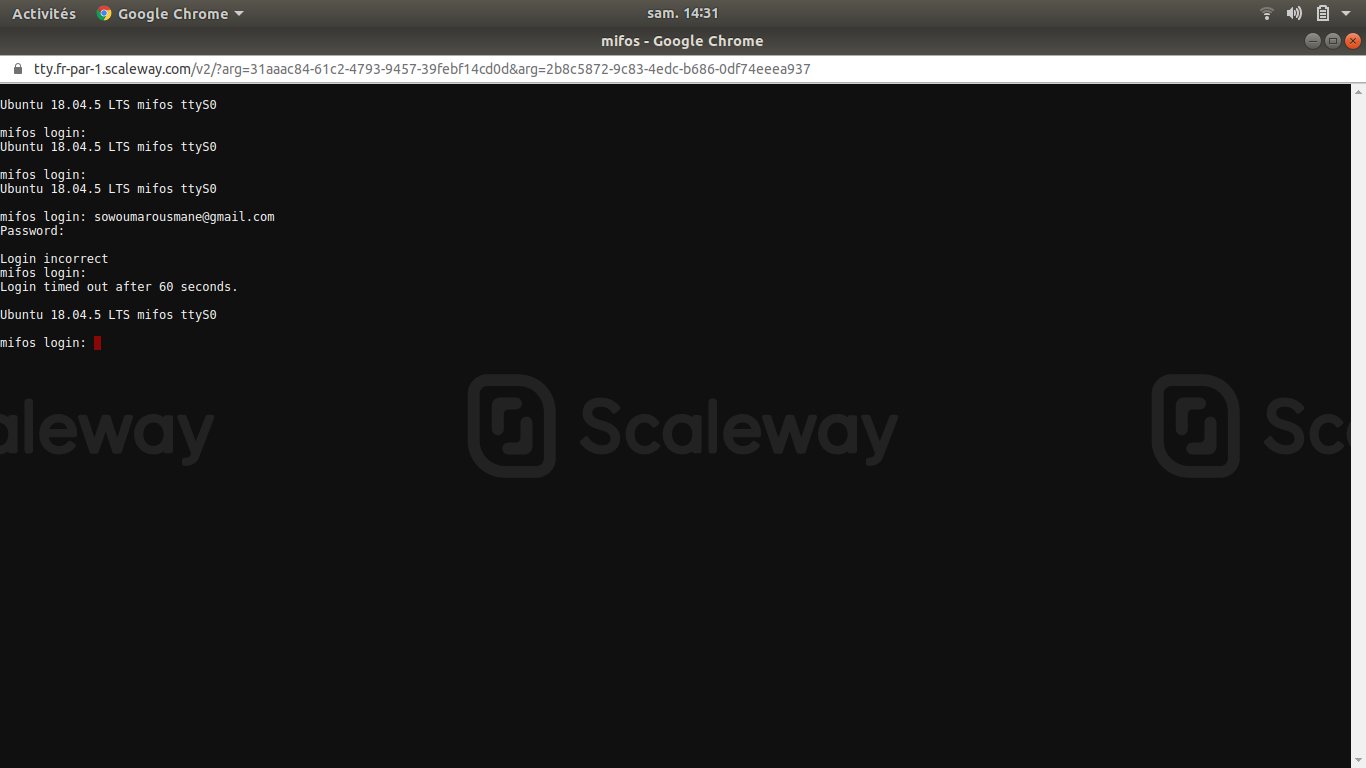 Activités Google Chrome sam. 14:31
mifos - Google Chrome
tty.fr-par-1.scaleway.com/v2/?arg=31aaac84-61c2-4793-9457-39febf14cd0d&arg=2b8c5872-9c83-4edc-b686-0df74eeea937
Ubuntu 18.04.5 LTS mifos ttyS0
mifos login:
Ubuntu 18.04.5 LTS mifos ttyS0
mifos login:
Ubuntu 18.04.5 LTS mifos ttyS0
mifos login: sowoumarousmane@gmail.com
Password:
Login incorrect
mifos login:
Login timed out after 60 seconds.
Ubuntu 18.04.5 LTS mifos ttyS0
mifos login:
caleway Scaleway Sc